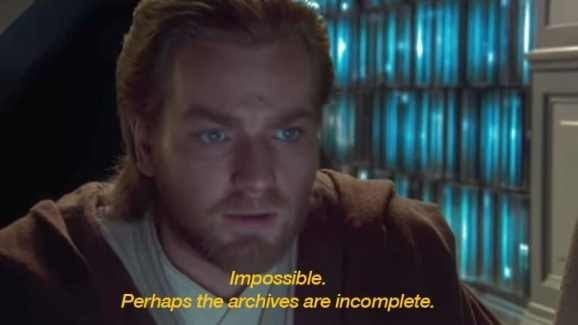 Impossible.
Perhaps the archives are incomplete.